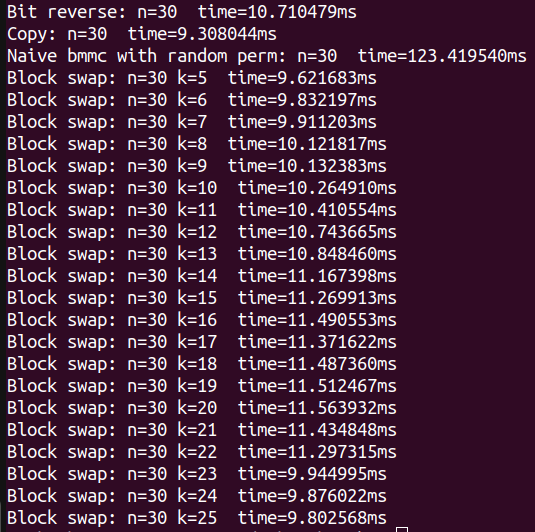 Bit reverse: n=30  time=10.710479ms
Copy: n=30  time=9.308044ms
Naive bmmc with random perm: n=30  time=123.419540ms
Block swap: n=30 k=5  time=9.621683ms
Block swap: n=30 k=6  time=9.832197ms
Block swap: n=30 k=7  time=9.911203ms
Block swap: n=30 k=8  time=10.121817ms
Block swap: n=30 k=9  time=10.132383ms
Block swap: n=30 k=10  time=10.264910ms
Block swap: n=30 k=11  time=10.410554ms
Block swap: n=30 k=12  time=10.743665ms
Block swap: n=30 k=13  time=10.848460ms
Block swap: n=30 k=14  time=11.167398ms
Block swap: n=30 k=15  time=11.269913ms
Block swap: n=30 k=16  time=11.490553ms
Block swap: n=30 k=17  time=11.371622ms
Block swap: n=30 k=18  time=11.487360ms
Block swap: n=30 k=19  time=11.512467ms
Block swap: n=30 k=20  time=11.563932ms
Block swap: n=30 k=21  time=11.434848ms
Block swap: n=30 k=22  time=11.297315ms
Block swap: n=30 k=23  time=9.944995ms
Block swap: n=30 k=24  time=9.876022ms
Block swap: n=30 k=25  time=9.802568ms